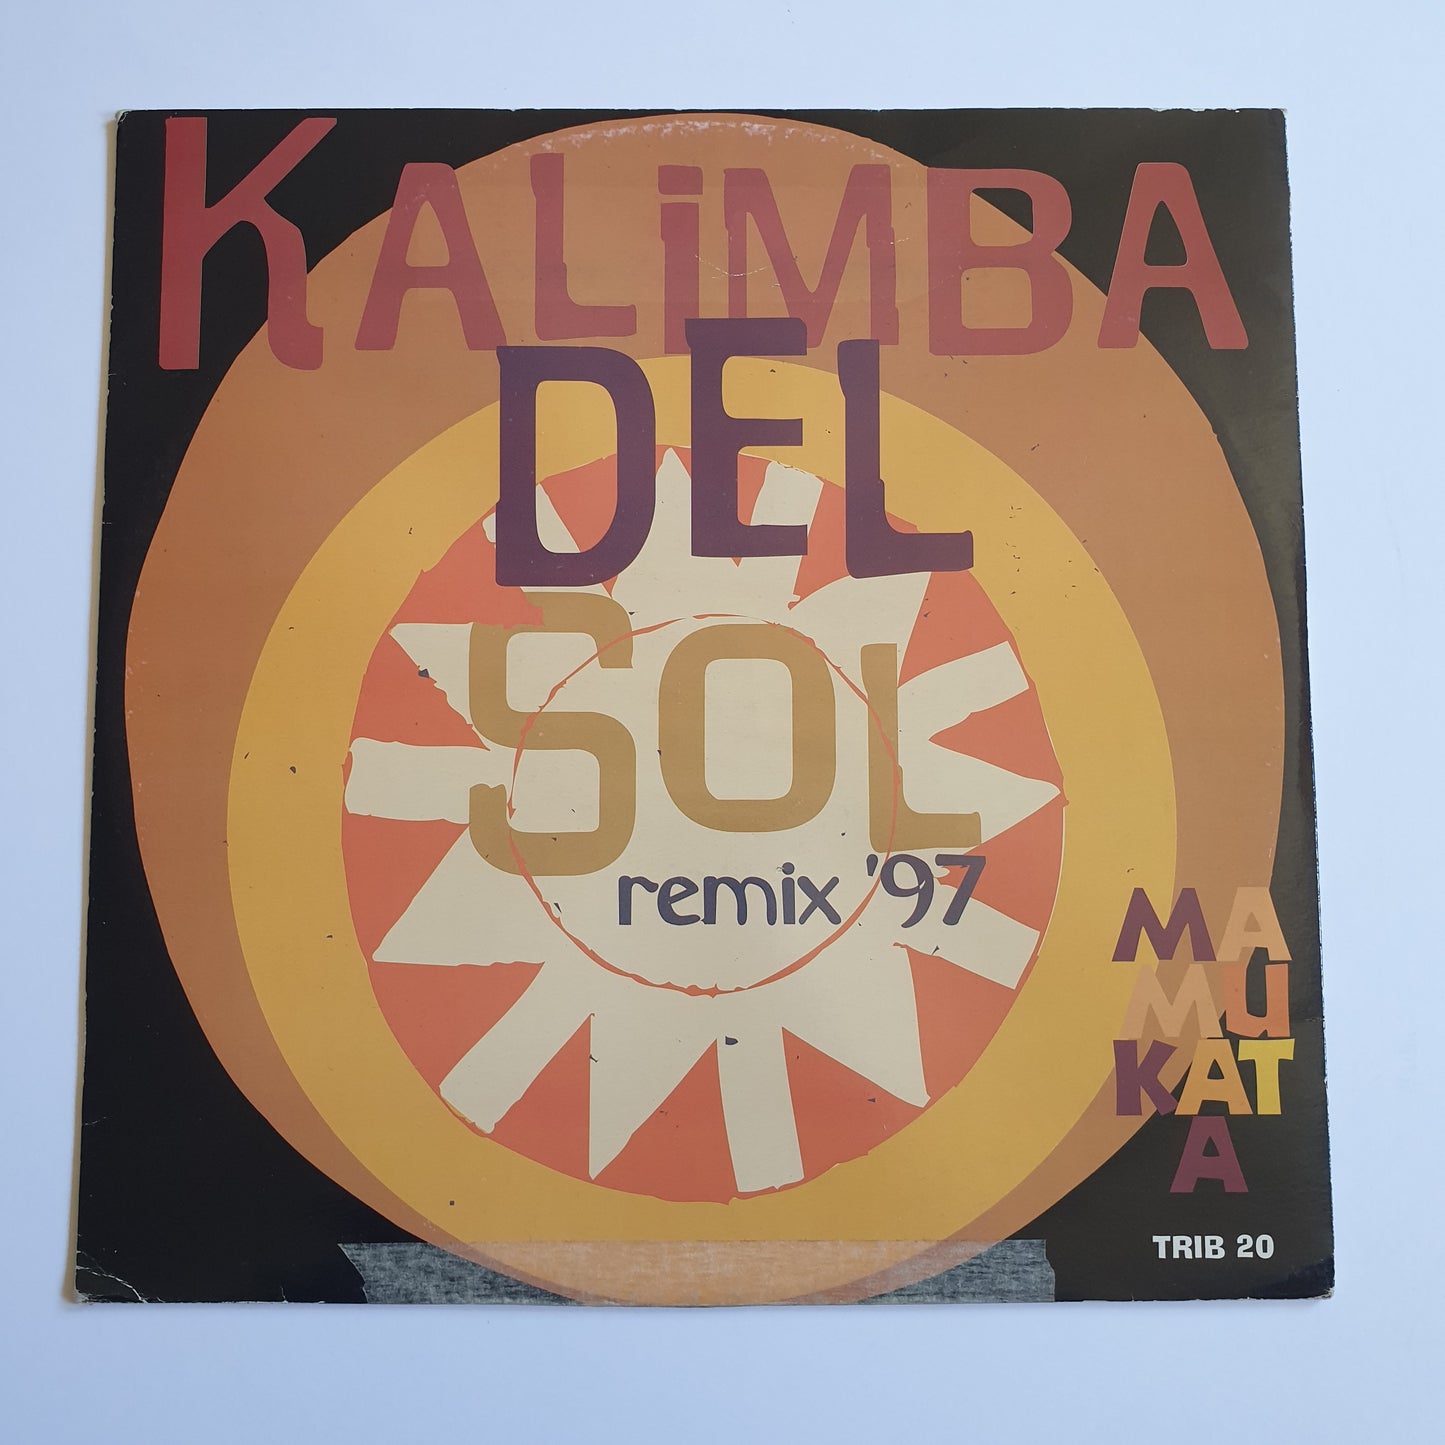 KALiMBA
DEL
SOL
remix '97
MA
MU
KAT
A
TRIB 20